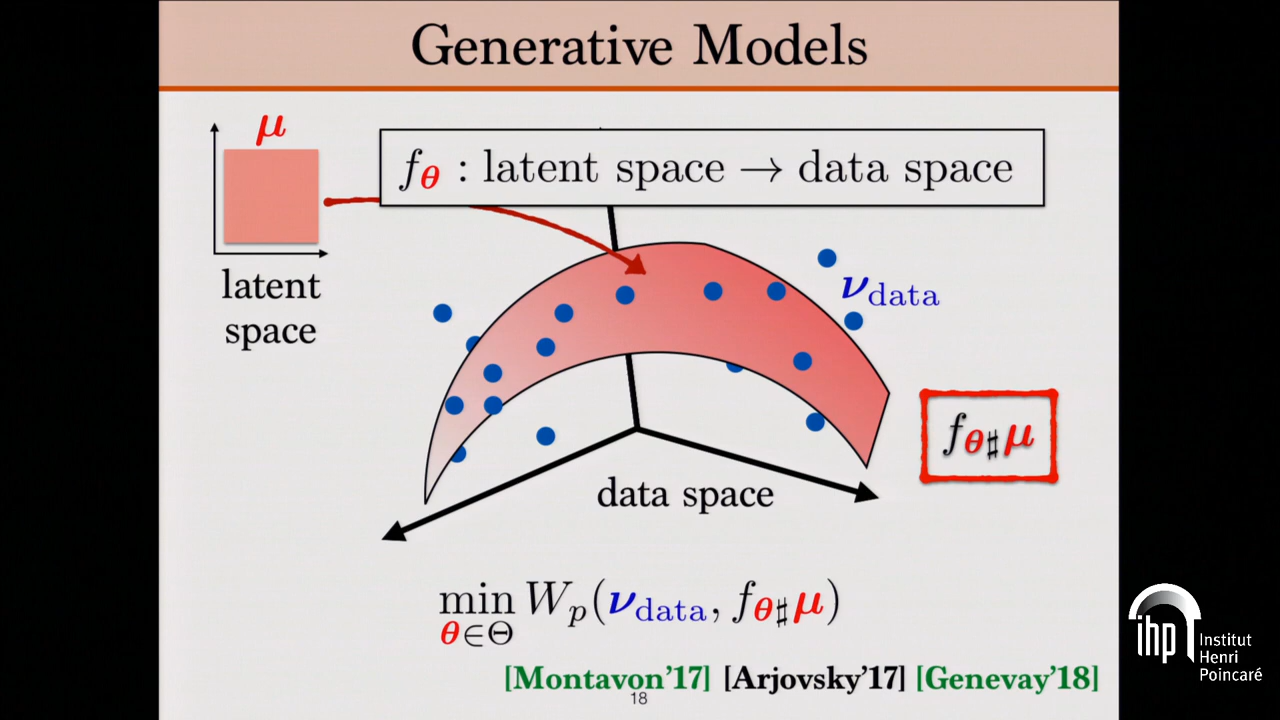 Generative Models
μ
f_θ : latent space → data space
latent
space
ν_data
f_θ♯μ
data space
min W_p(ν_data, f_θ♯μ)
θ∈Θ
[Montavon'17] [Arjovsky'17] [Genevay'18]
18
ihp Institut
Henri
Poincaré